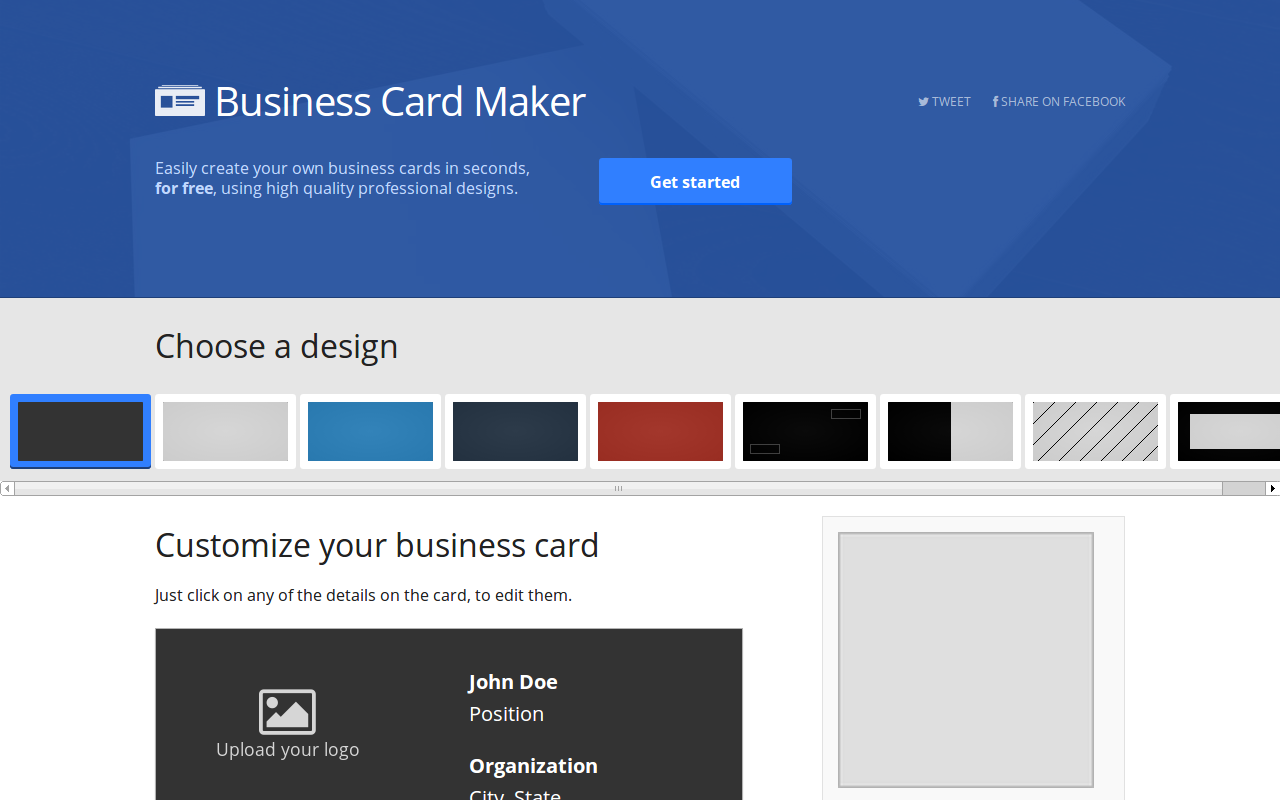 Business Card Maker
TWEET
SHARE ON FACEBOOK
Easily create your own business cards in seconds,
for free, using high quality professional designs.
Get started
Choose a design
Customize your business card
Just click on any of the details on the card, to edit them.
Upload your logo
John Doe
Position
Organization
City, State